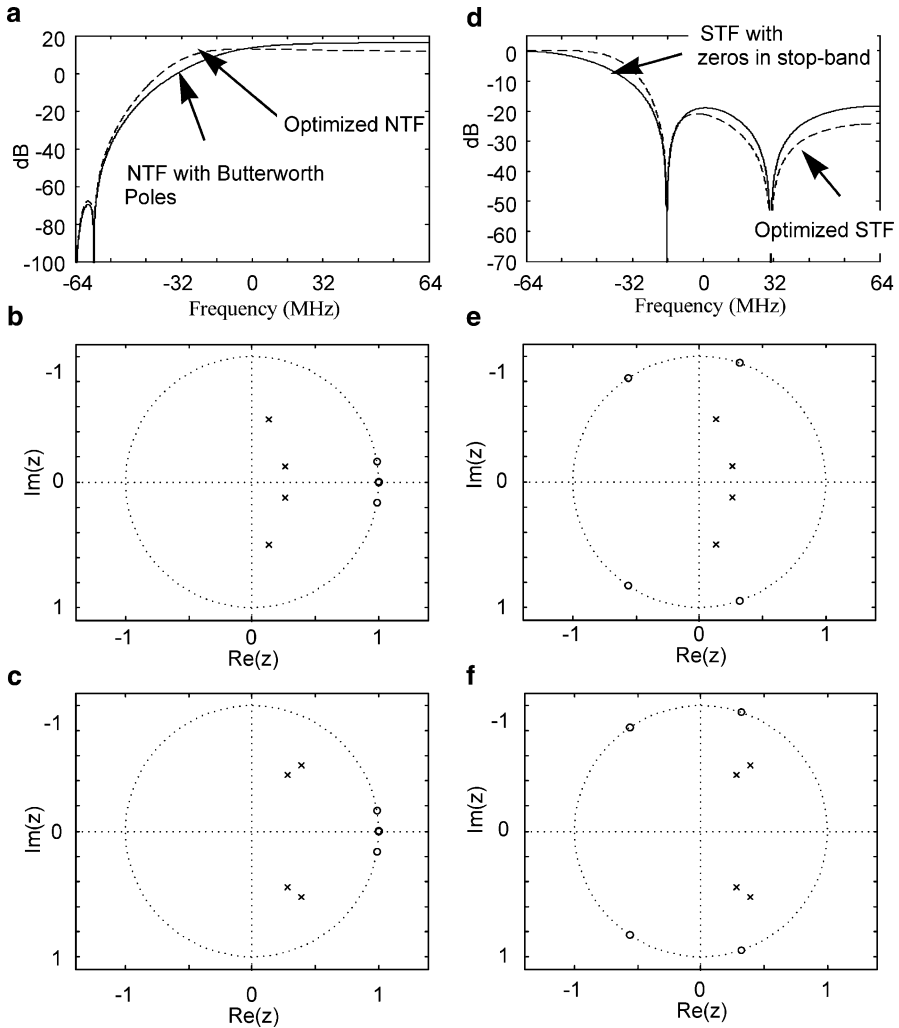 a
20
0
-20
-40
-60
-80
-100
dB
Optimized NTF
NTF with Butterworth
Poles
-64
-32
0
32
64
Frequency (MHz)
d
0
-10
-20
-30
-40
-50
-60
-70
dB
STF with
zeros in stop-band
Optimized STF
-64
-32
0
32
64
Frequency (MHz)
b
-1
0
1
Im(z)
-1
0
1
Re(z)
e
-1
0
1
Im(z)
-1
0
1
Re(z)
c
-1
0
1
Im(z)
-1
0
1
Re(z)
f
-1
0
1
Im(z)
-1
0
1
Re(z)